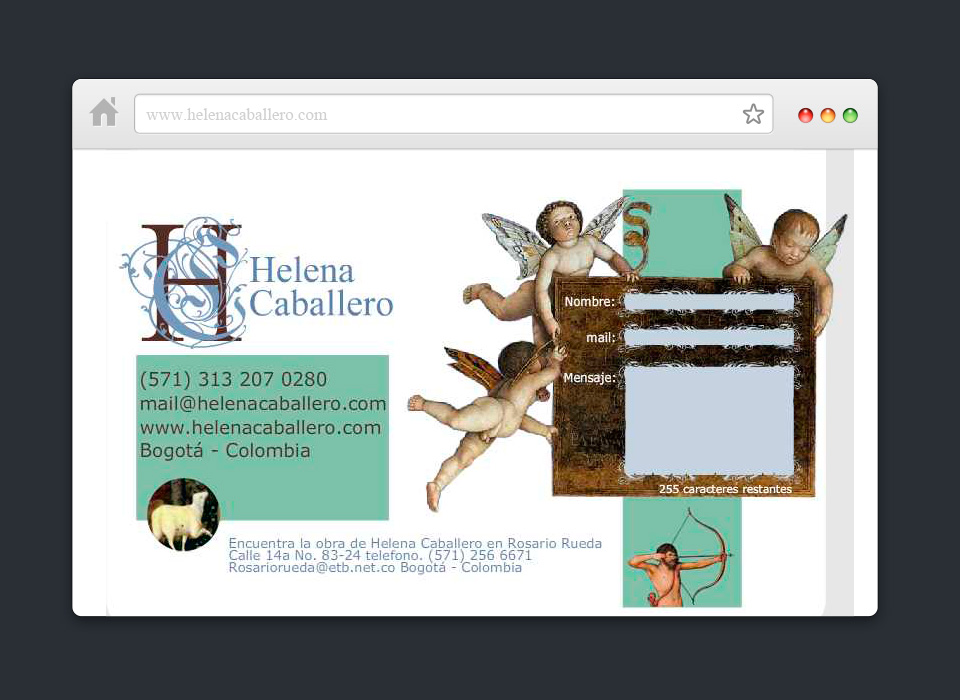 www.helenacaballero.com
Helena
Caballero
(571) 313 207 0280
mail@helenacaballero.com
www.helenacaballero.com
Bogotá - Colombia
Nombre:
mail:
Mensaje:
255 caracteres restantes
Encuentra la obra de Helena Caballero en Rosario Rueda
Calle 14a No. 83-24 telefono. (571) 256 6671
Rosariorueda@etb.net.co Bogotá - Colombia